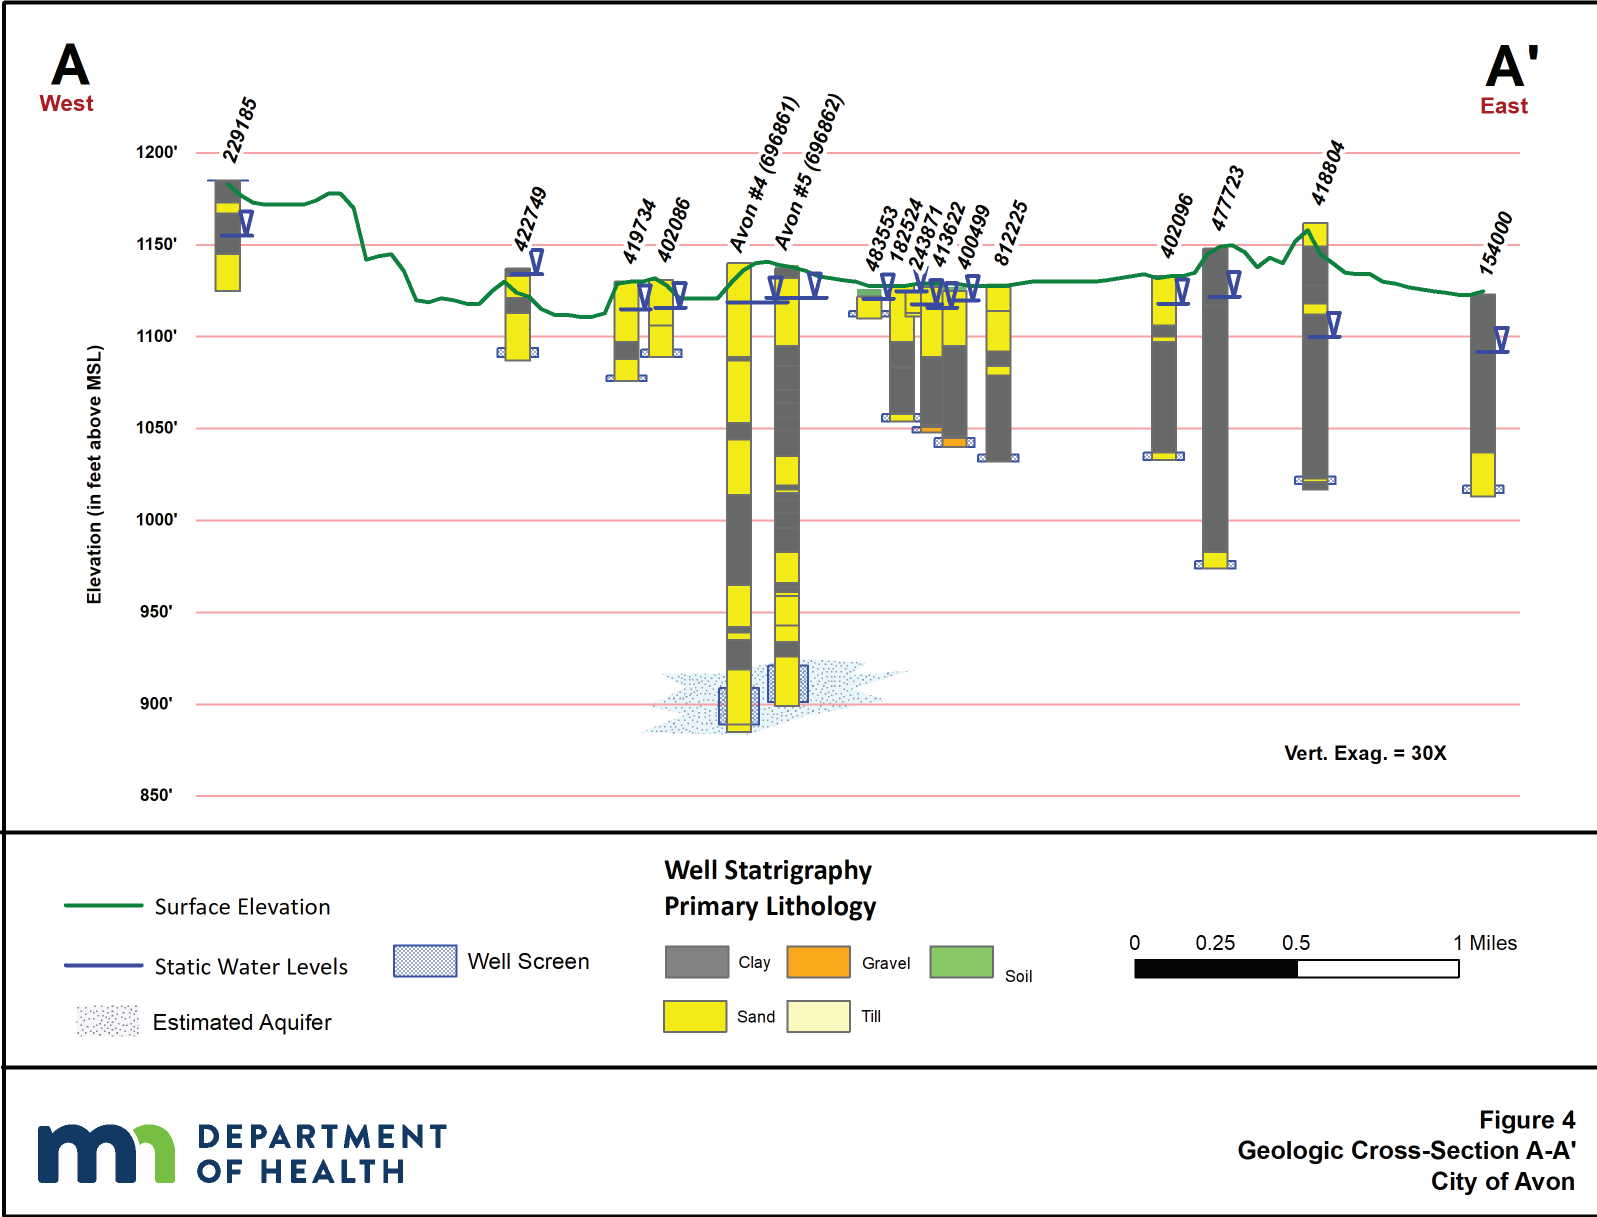 A
West
A'
East
229185
422749
419734
402086
Avon #4 (696861)
Avon #5 (696862)
483553
182524
243871
413622
400499
812225
402096
477723
418804
154000
1200'
1150'
1100'
1050'
1000'
950'
900'
850'
Elevation (in feet above MSL)
Vert. Exag. = 30X
Well Statrigraphy
Primary Lithology
Surface Elevation
Static Water Levels
Estimated Aquifer
Well Screen
Clay
Gravel
Soil
Sand
Till
0 0.25 0.5 1 Miles
mn DEPARTMENT
OF HEALTH
Figure 4
Geologic Cross-Section A-A'
City of Avon